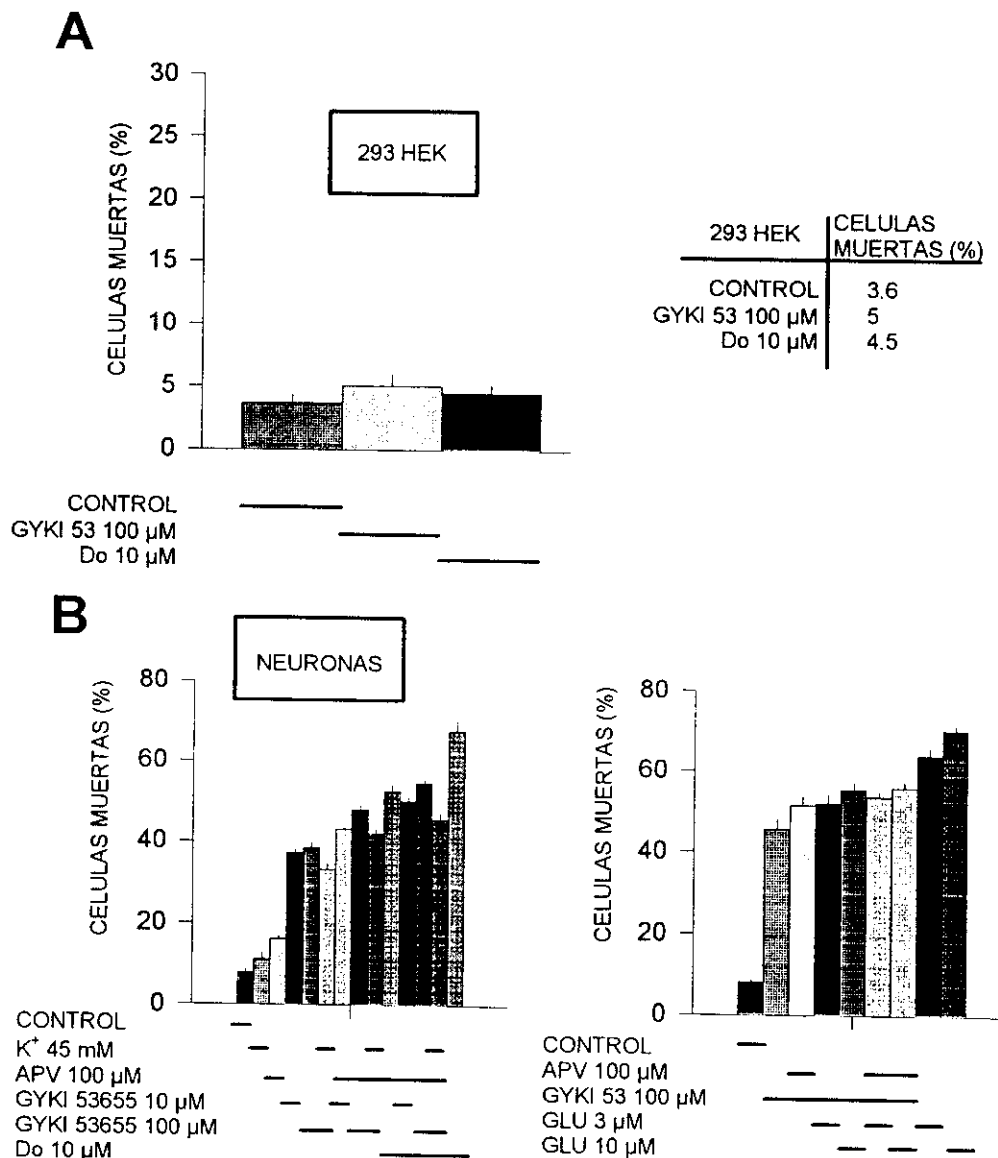 A
30
25
20
15
10
5
0
CELULAS MUERTAS (%)
293 HEK
293 HEK
CELULAS MUERTAS (%)
CONTROL 3.6
GYKI 53 100 µM 5
Do 10 µM 4.5
CONTROL
GYKI 53 100 µM
Do 10 µM
B
NEURONAS
80
60
40
20
0
CELULAS MUERTAS (%)
CONTROL
K+ 45 mM
APV 100 µM
GYKI 53655 10 µM
GYKI 53655 100 µM
Do 10 µM
80
60
40
20
0
CELULAS MUERTAS (%)
CONTROL
APV 100 µM
GYKI 53 100 µM
GLU 3 µM
GLU 10 µM